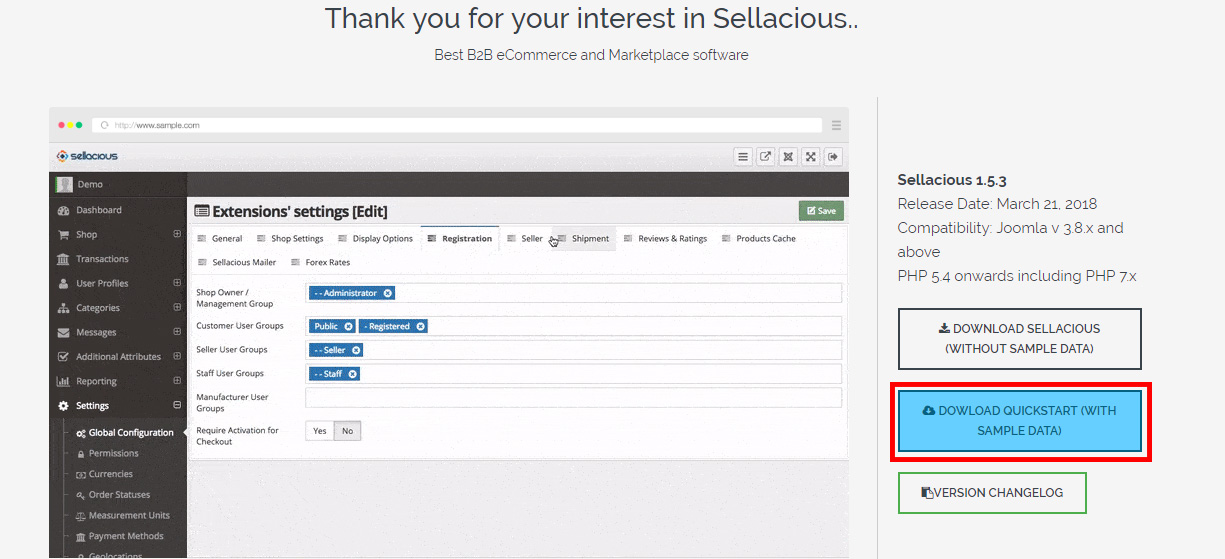 Thank you for your interest in Sellacious..
Best B2B eCommerce and Marketplace software
http://www.sample.com
sellacious
Demo
Dashboard
Shop
Transactions
User Profiles
Categories
Messages
Additional Attributes
Reporting
Settings
Global Configuration
Permissions
Currencies
Order Statuses
Measurement Units
Payment Methods
Geolocations
Extensions' settings [Edit]
Save
General Shop Settings Display Options Registration Seller Shipment Reviews & Ratings Products Cache
Sellacious Mailer Forex Rates
Shop Owner /
Management Group
- - Administrator
Customer User Groups
Public - Registered
Seller User Groups
- - Seller
Staff User Groups
- - Staff
Manufacturer User
Groups
Require Activation for
Checkout
Yes No
Sellacious 1.5.3
Release Date: March 21, 2018
Compatibility: Joomla v 3.8.x and
above
PHP 5.4 onwards including PHP 7.x
DOWNLOAD SELLACIOUS
(WITHOUT SAMPLE DATA)
DOWLOAD QUICKSTART (WITH
SAMPLE DATA)
VERSION CHANGELOG